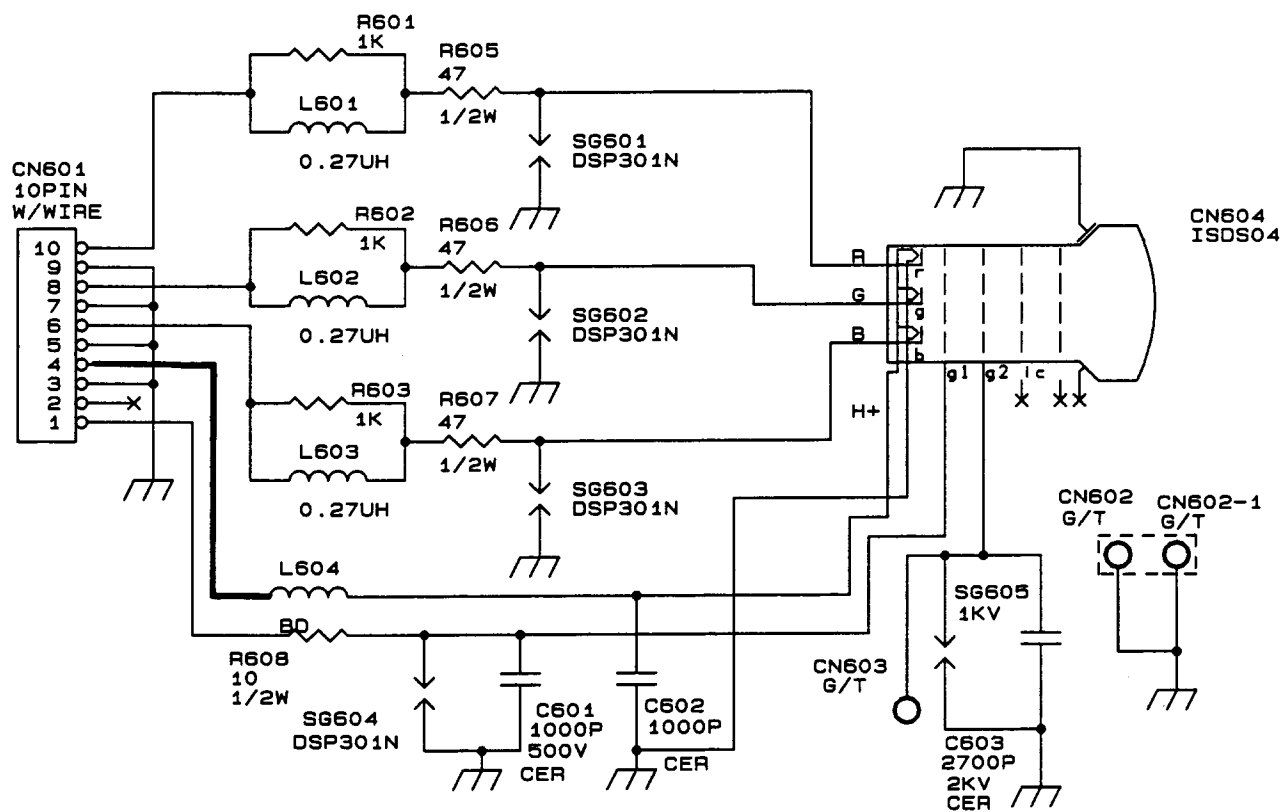 R601
1K
L601
0.27UH
R605
47
1/2W
SG601
DSP301N
CN601
10PIN
W/WIRE
10
9
8
7
6
5
4
3
2
1
R602
1K
L602
0.27UH
R606
47
1/2W
SG602
DSP301N
R603
1K
L603
0.27UH
R607
47
1/2W
SG603
DSP301N
CN604
ISDS04
R
r
G
g
B
b
g1
g2
ic
H+
L604
BD
R608
10
1/2W
SG604
DSP301N
C601
1000P
500V
CER
C602
1000P
CER
CN603
G/T
SG605
1KV
C603
2700P
2KV
CER
CN602
G/T
CN602-1
G/T